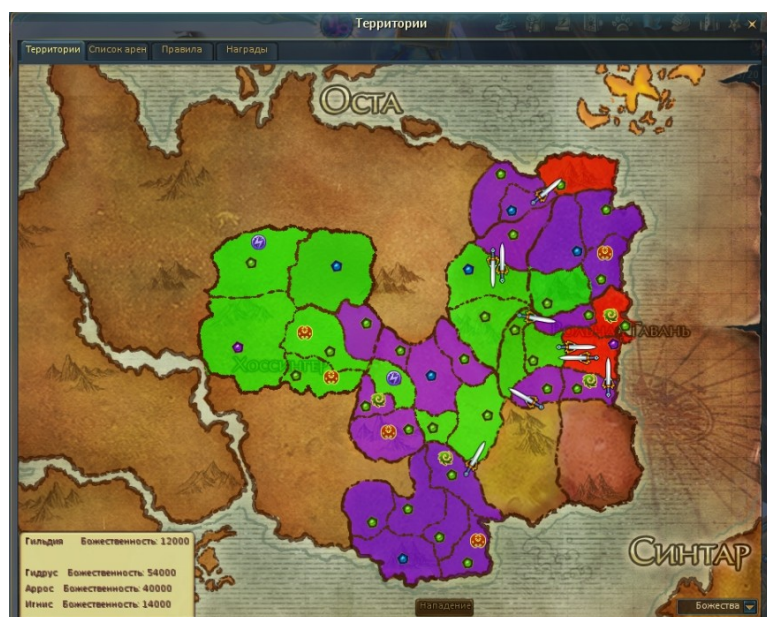 Территории
Территории Список арен Правила Награды
Оста
Хоссингер
Гавань
Гильдия Божественность: 12000
Гидрус Божественность: 54000
Аррос Божественность: 40000
Игнис Божественность: 14000
Синтар
Нападение
Божества